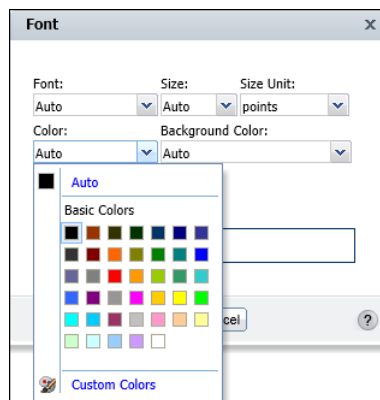 Font x
Font: Size: Size Unit:
Auto Auto points
Color: Background Color:
Auto Auto
Auto
Basic Colors
cel
?
Custom Colors